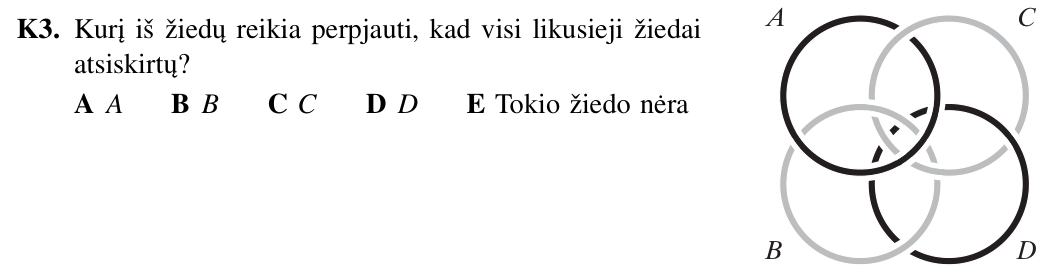 K3. Kurį iš žiedų reikia perpjauti, kad visi likusieji žiedai
atsiskirtų?
A A B B C C D D E Tokio žiedo nėra
A
C
B
D